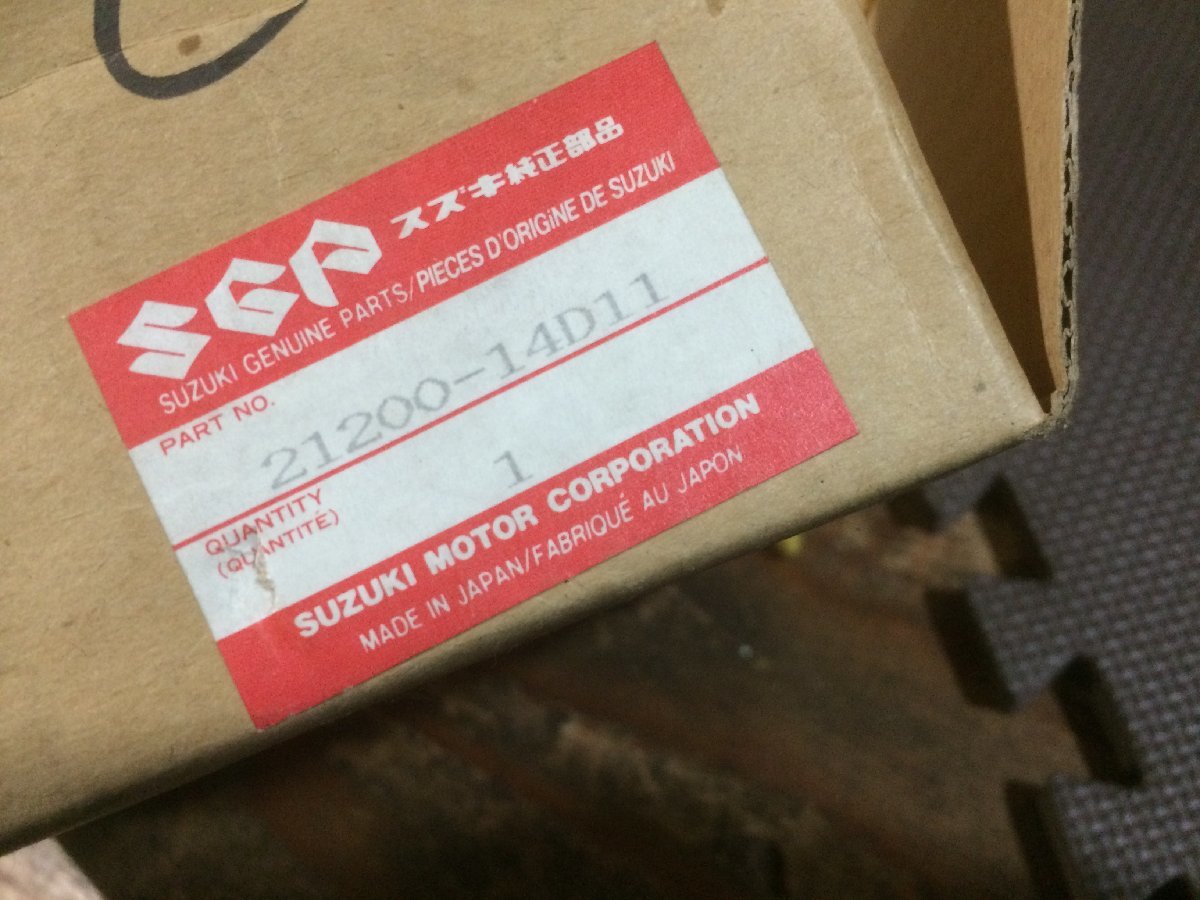 SGP スズキ純正部品
SUZUKI GENUINE PARTS/PIECES D'ORIGINE DE SUZUKI
PART NO.
21200-14D11
QUANTITY
(QUANTITÉ)
1
SUZUKI MOTOR CORPORATION
MADE IN JAPAN/FABRIQUÉ AU JAPON